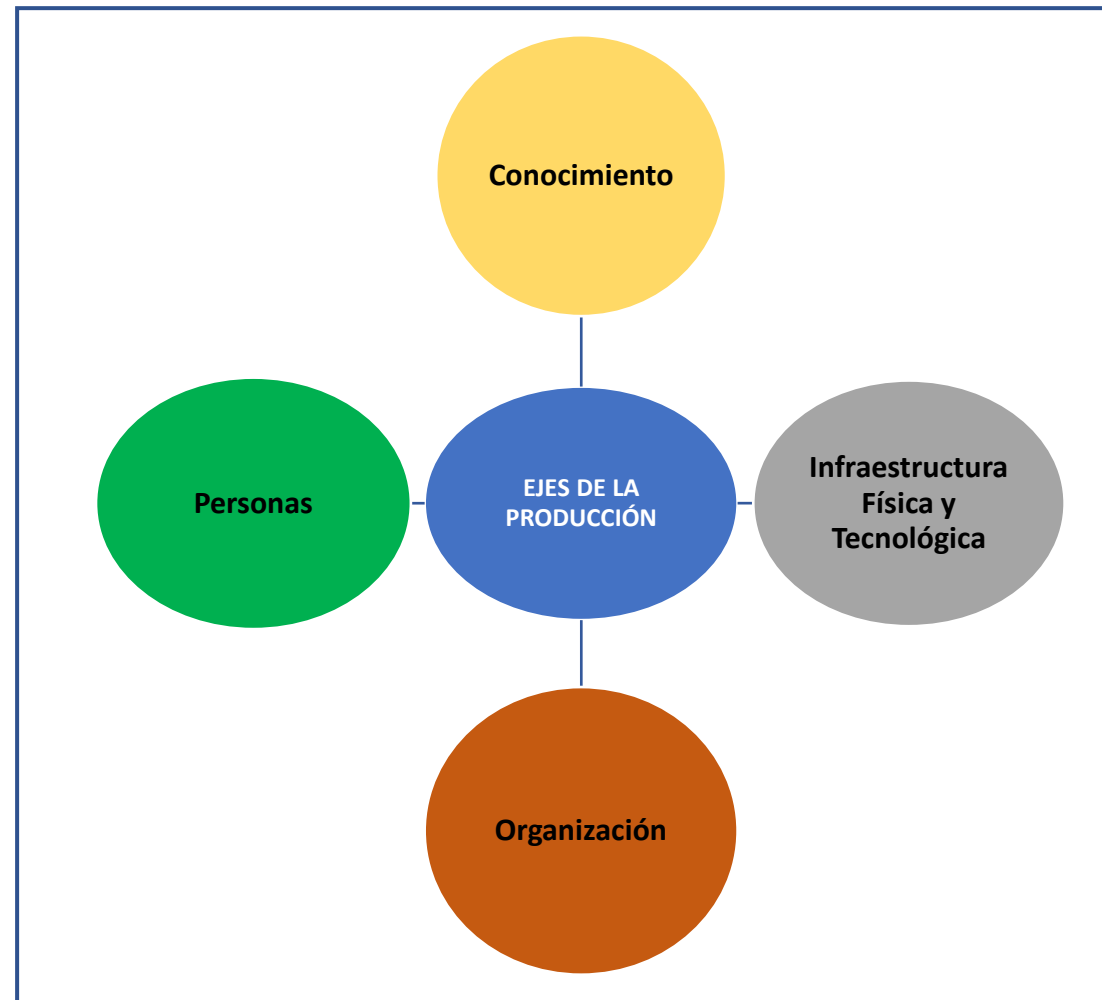 Conocimiento
Personas
EJES DE LA
PRODUCCIÓN
Infraestructura
Física y
Tecnológica
Organización